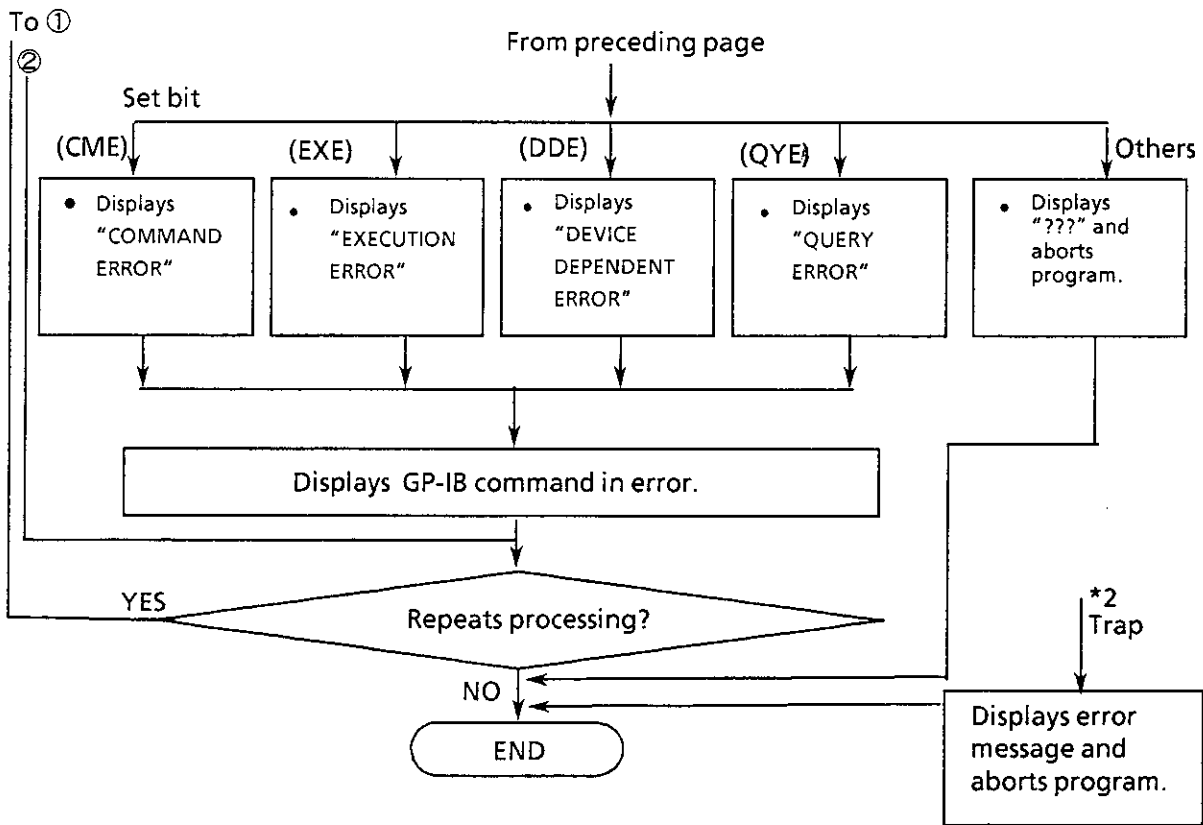 To ①
②
From preceding page
Set bit
(CME)
(EXE)
(DDE)
(QYE)
Others
• Displays
"COMMAND
ERROR"
• Displays
"EXECUTION
ERROR"
• Displays
"DEVICE
DEPENDENT
ERROR"
• Displays
"QUERY
ERROR"
• Displays
"???" and
aborts
program.
Displays GP-IB command in error.
YES
Repeats processing?
*2
Trap
NO
END
Displays error
message and
aborts program.